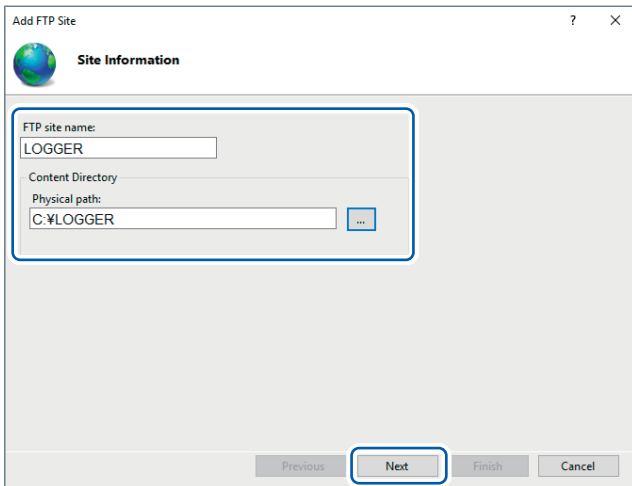 Add FTP Site ?
Site Information
FTP site name:
LOGGER
Content Directory
Physical path:
C:¥LOGGER
...
Previous Next Finish Cancel